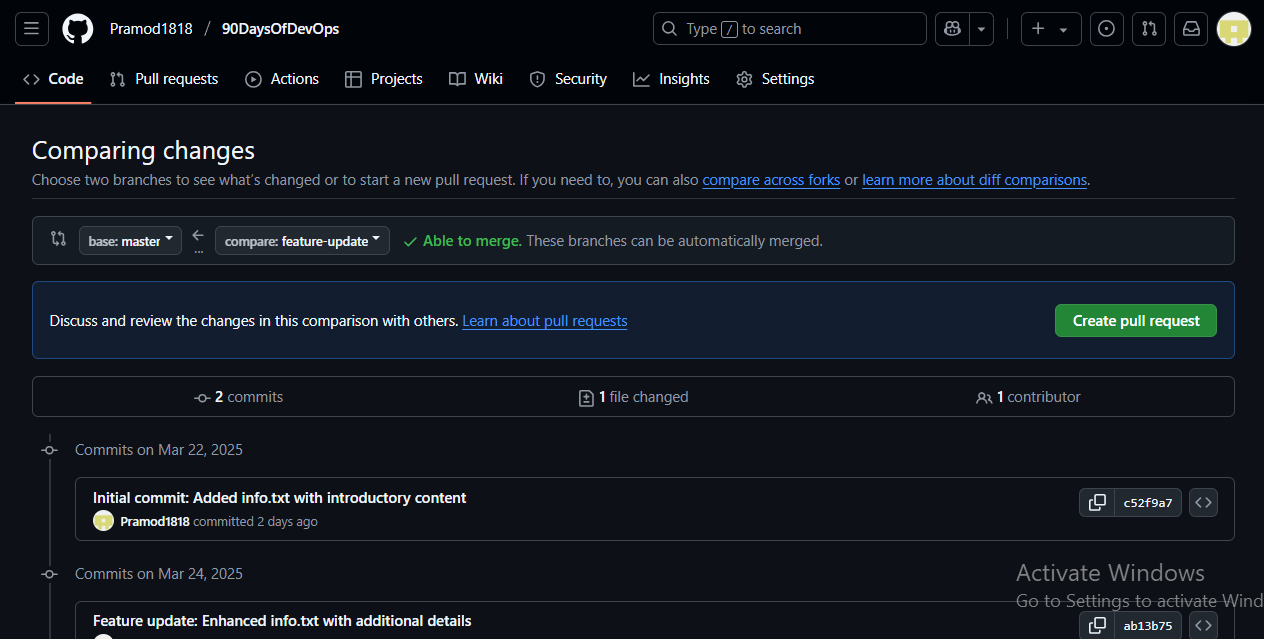 Pramod1818 / 90DaysOfDevOps
Type / to search
Code Pull requests Actions Projects Wiki Security Insights Settings
Comparing changes
Choose two branches to see what's changed or to start a new pull request. If you need to, you can also compare across forks or learn more about diff comparisons.
base: master ... compare: feature-update Able to merge. These branches can be automatically merged.
Discuss and review the changes in this comparison with others. Learn about pull requests Create pull request
2 commits 1 file changed 1 contributor
Commits on Mar 22, 2025
Initial commit: Added info.txt with introductory content
Pramod1818 committed 2 days ago
c52f9a7
Commits on Mar 24, 2025
Feature update: Enhanced info.txt with additional details
ab13b75
Activate Windows
Go to Settings to activate Wind